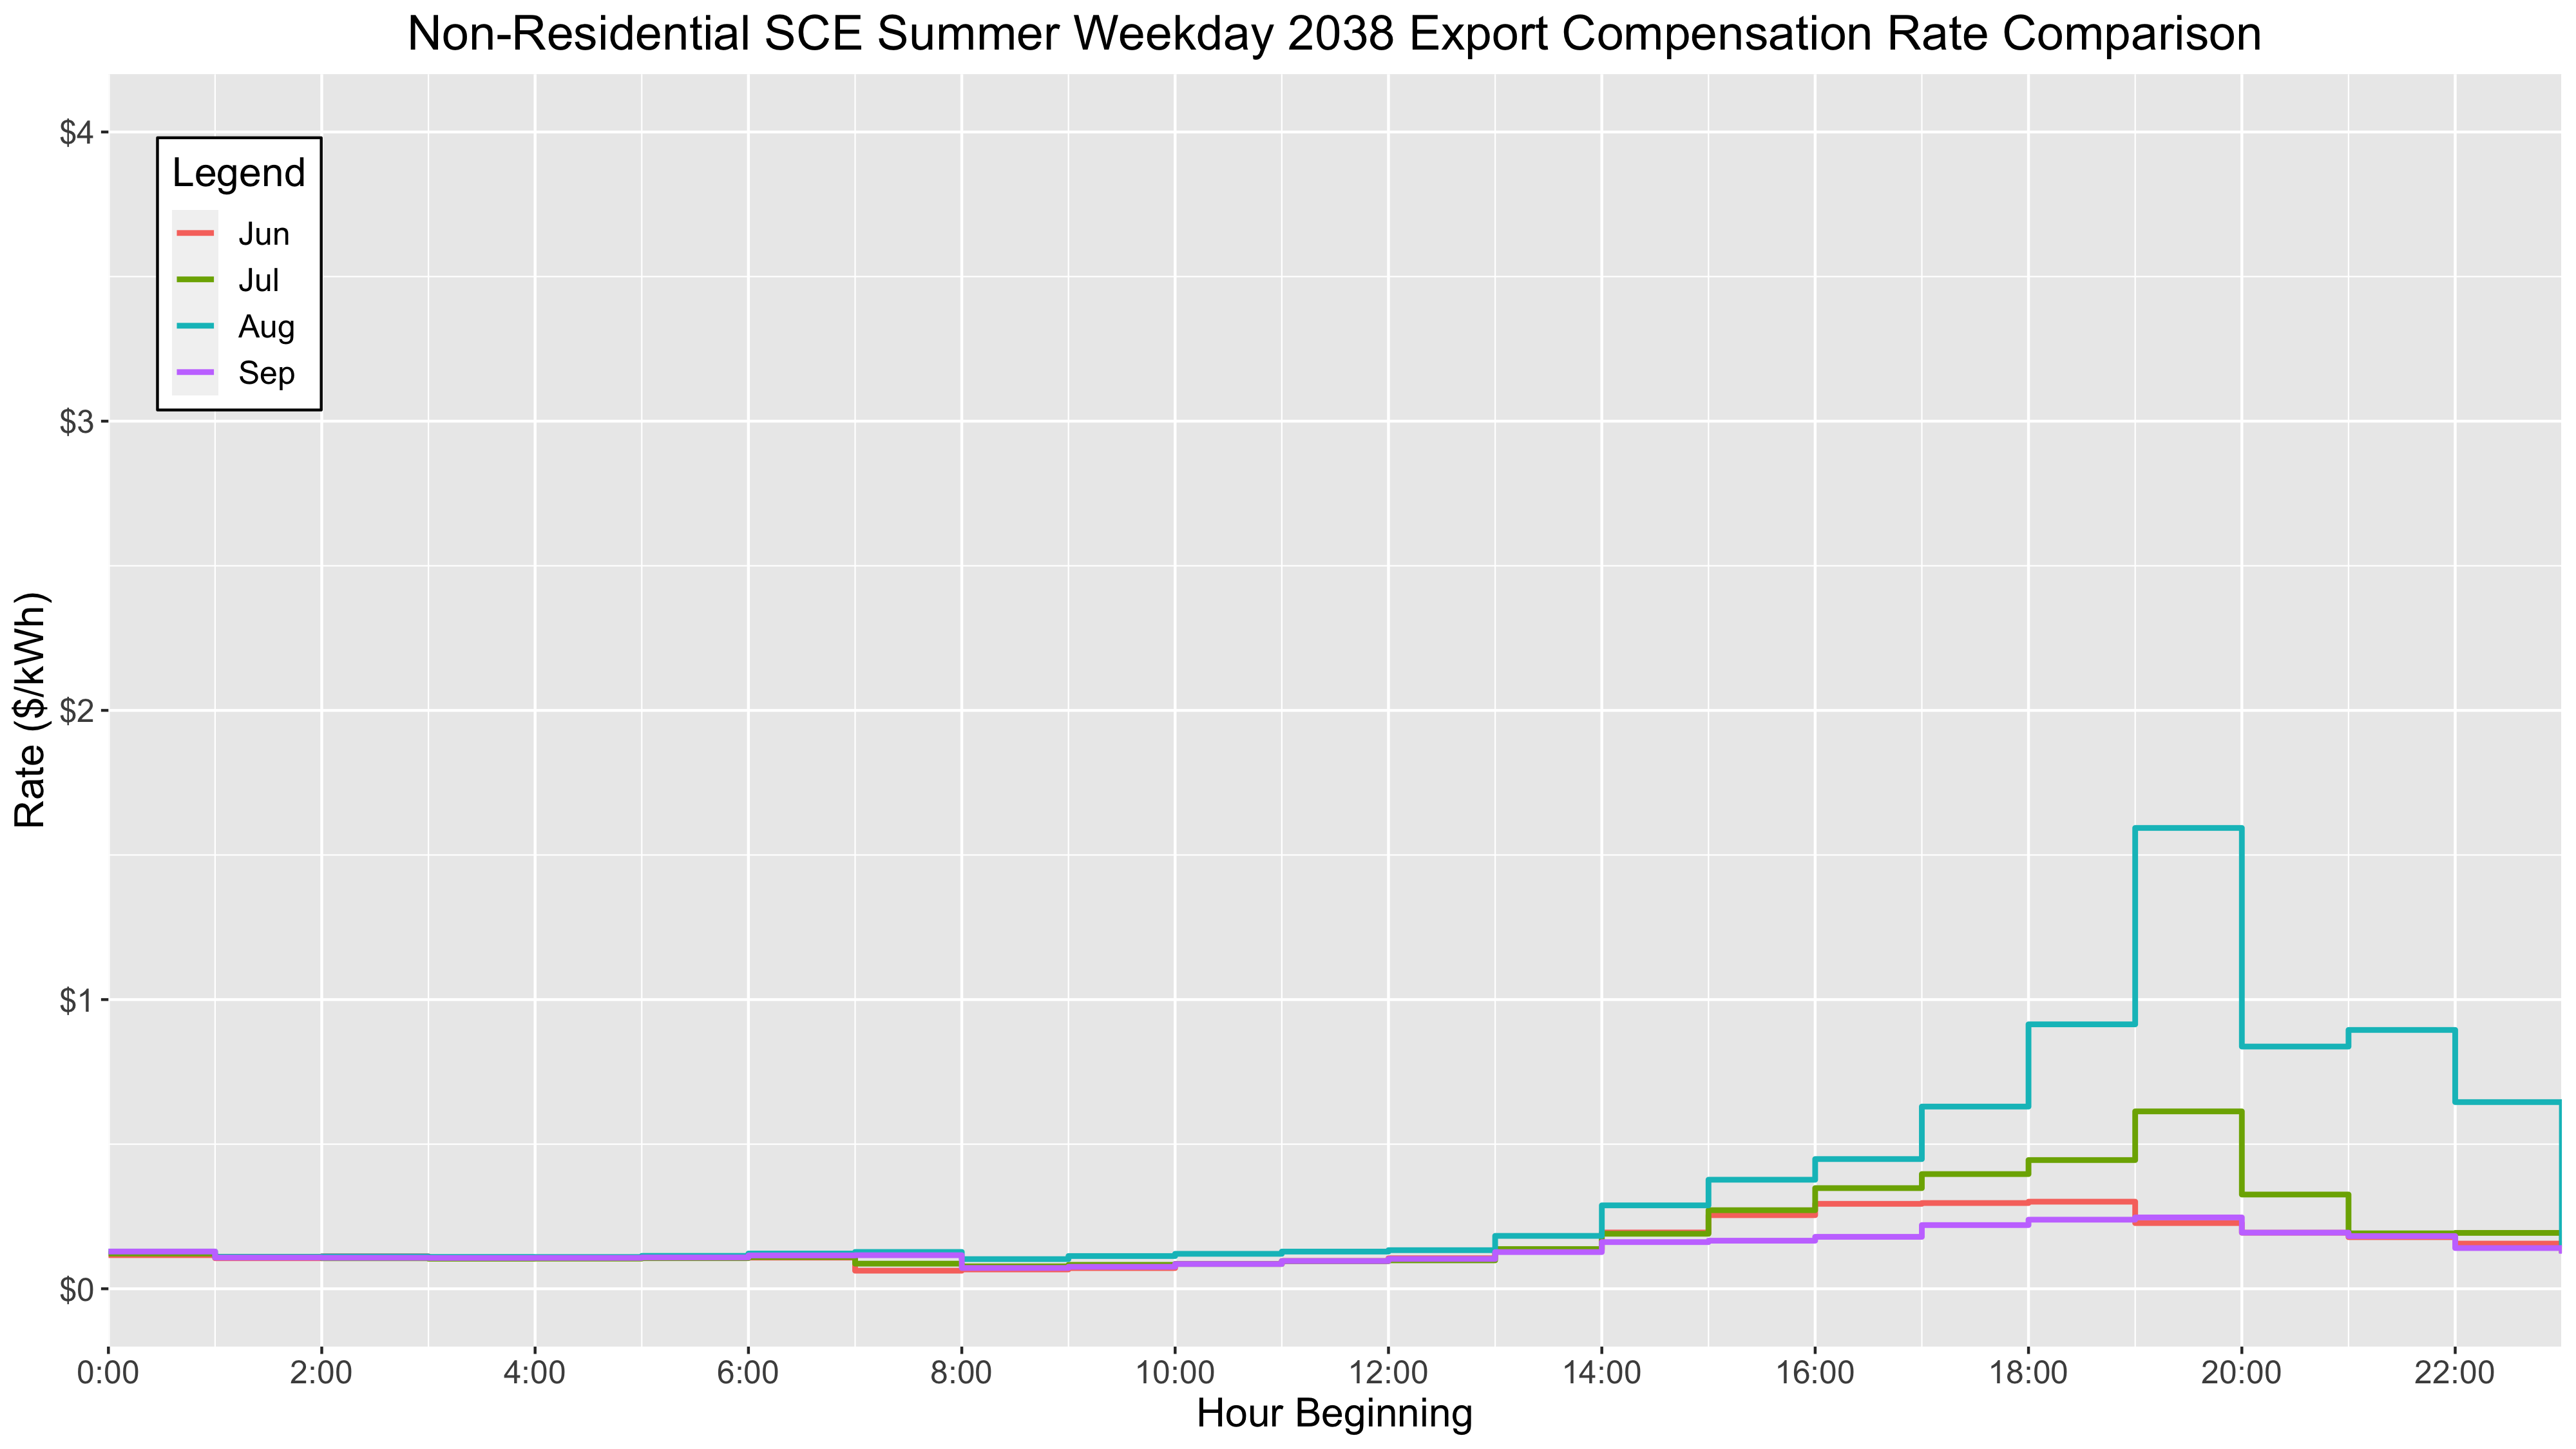 Non-Residential SCE Summer Weekday 2038 Export Compensation Rate Comparison
$4
Legend
Jun
Jul
Aug
Sep
$3
Rate ($/kWh)
$2
$1
$0
0:00 2:00 4:00 6:00 8:00 10:00 12:00 14:00 16:00 18:00 20:00 22:00
Hour Beginning